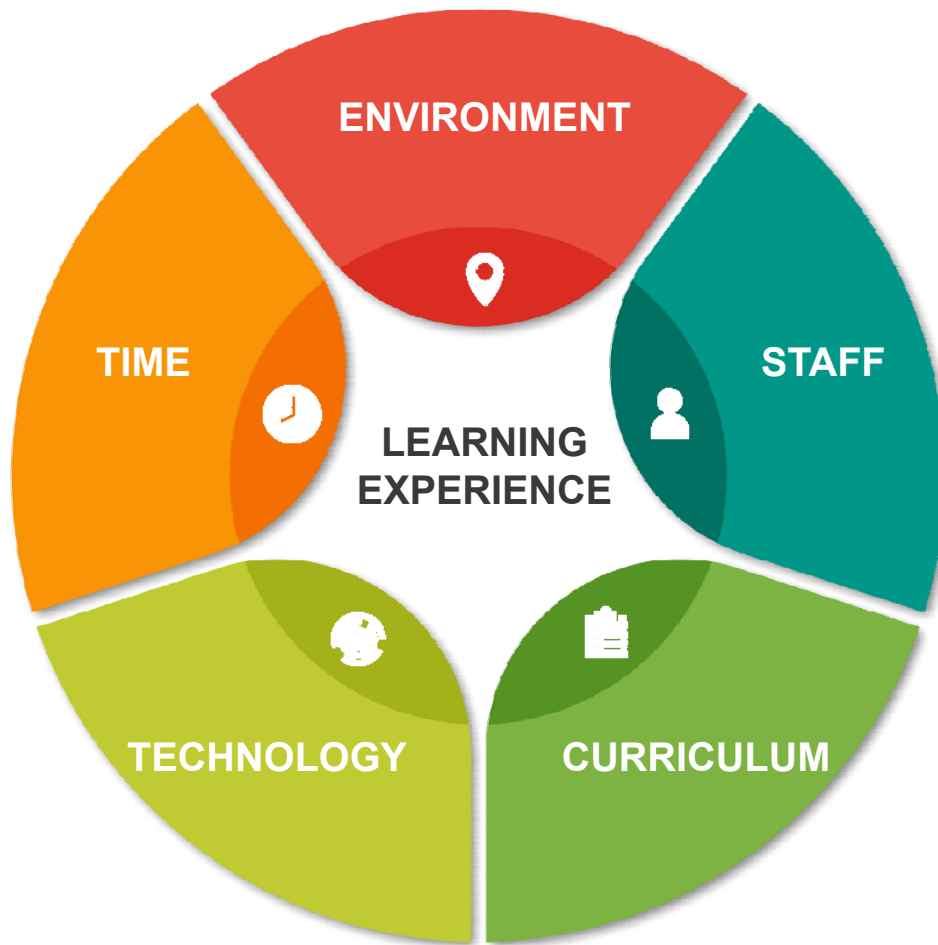 ENVIRONMENT
TIME
STAFF
LEARNING
EXPERIENCE
TECHNOLOGY
CURRICULUM